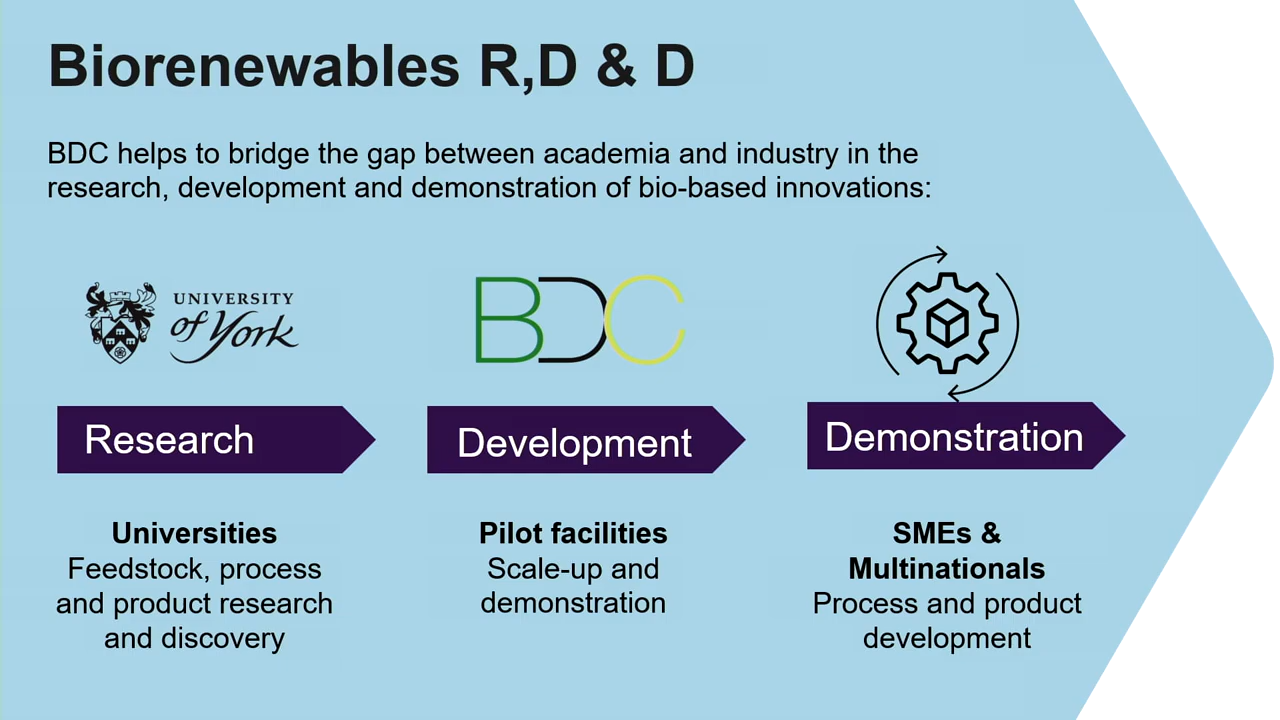 Biorenewables R,D & D
BDC helps to bridge the gap between academia and industry in the
research, development and demonstration of bio-based innovations:
UNIVERSITY
of York
BDC
Research
Development
Demonstration
Universities
Feedstock, process
and product research
and discovery
Pilot facilities
Scale-up and
demonstration
SMEs &
Multinationals
Process and product
development